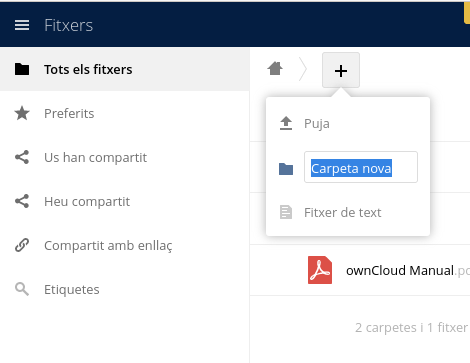 Fitxers
Tots els fitxers
Preferits
Us han compartit
Heu compartit
Compartit amb enllaç
Etiquetes
Puja
Carpeta nova
Fitxer de text
ownCloud Manual.pd
2 carpetes i 1 fitxer